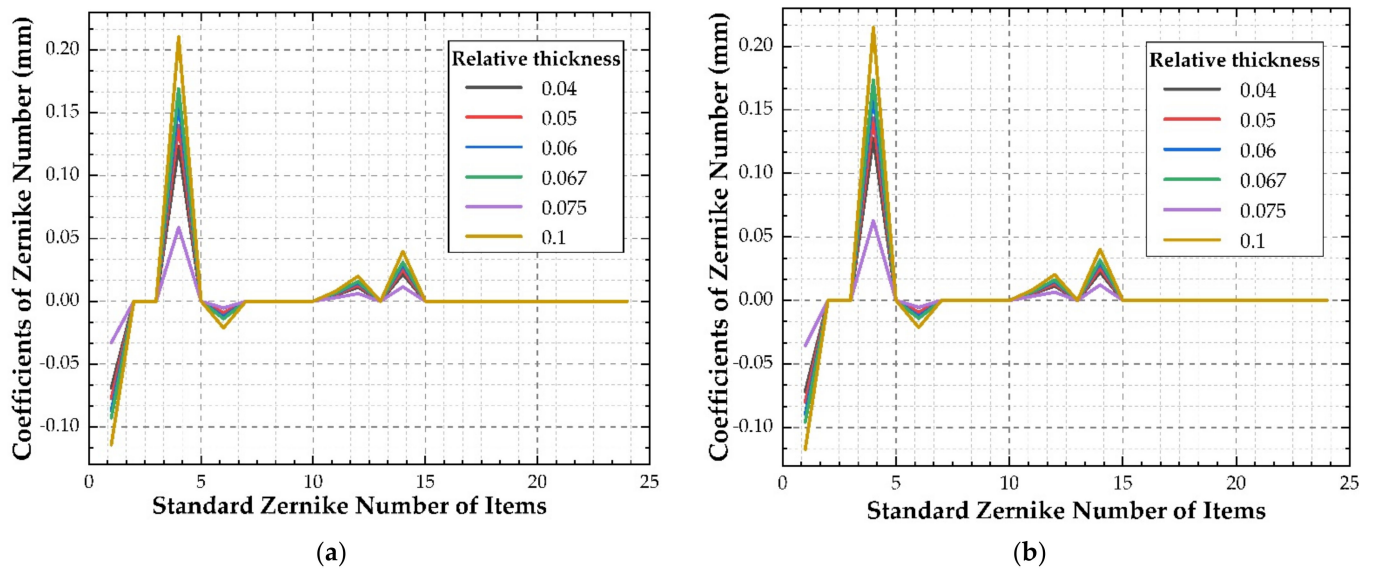 Coefficients of Zernike Number (mm)
0.20
0.15
0.10
0.05
0.00
-0.05
-0.10
Relative thickness
0.04
0.05
0.06
0.067
0.075
0.1
0 5 10 15 20 25
Standard Zernike Number of Items
(a)
Coefficients of Zernike Number (mm)
0.20
0.15
0.10
0.05
0.00
-0.05
-0.10
Relative thickness
0.04
0.05
0.06
0.067
0.075
0.1
0 5 10 15 20 25
Standard Zernike Number of Items
(b)